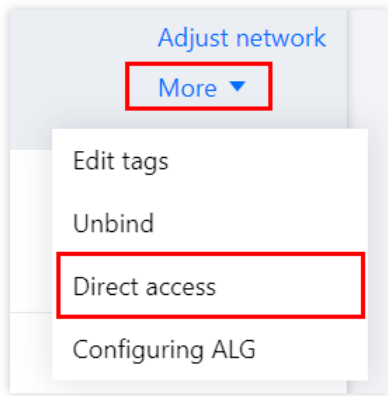 Adjust network
More
Edit tags
Unbind
Direct access
Configuring ALG